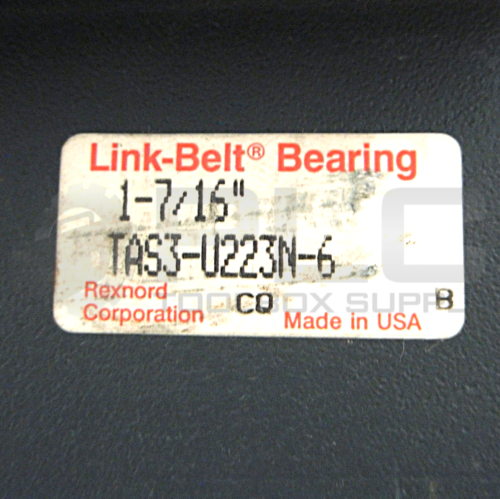 Link-Belt® Bearing
1-7/16"
TAS3-U223N-6
Rexnord
Corporation
CQ
Made in USA
B